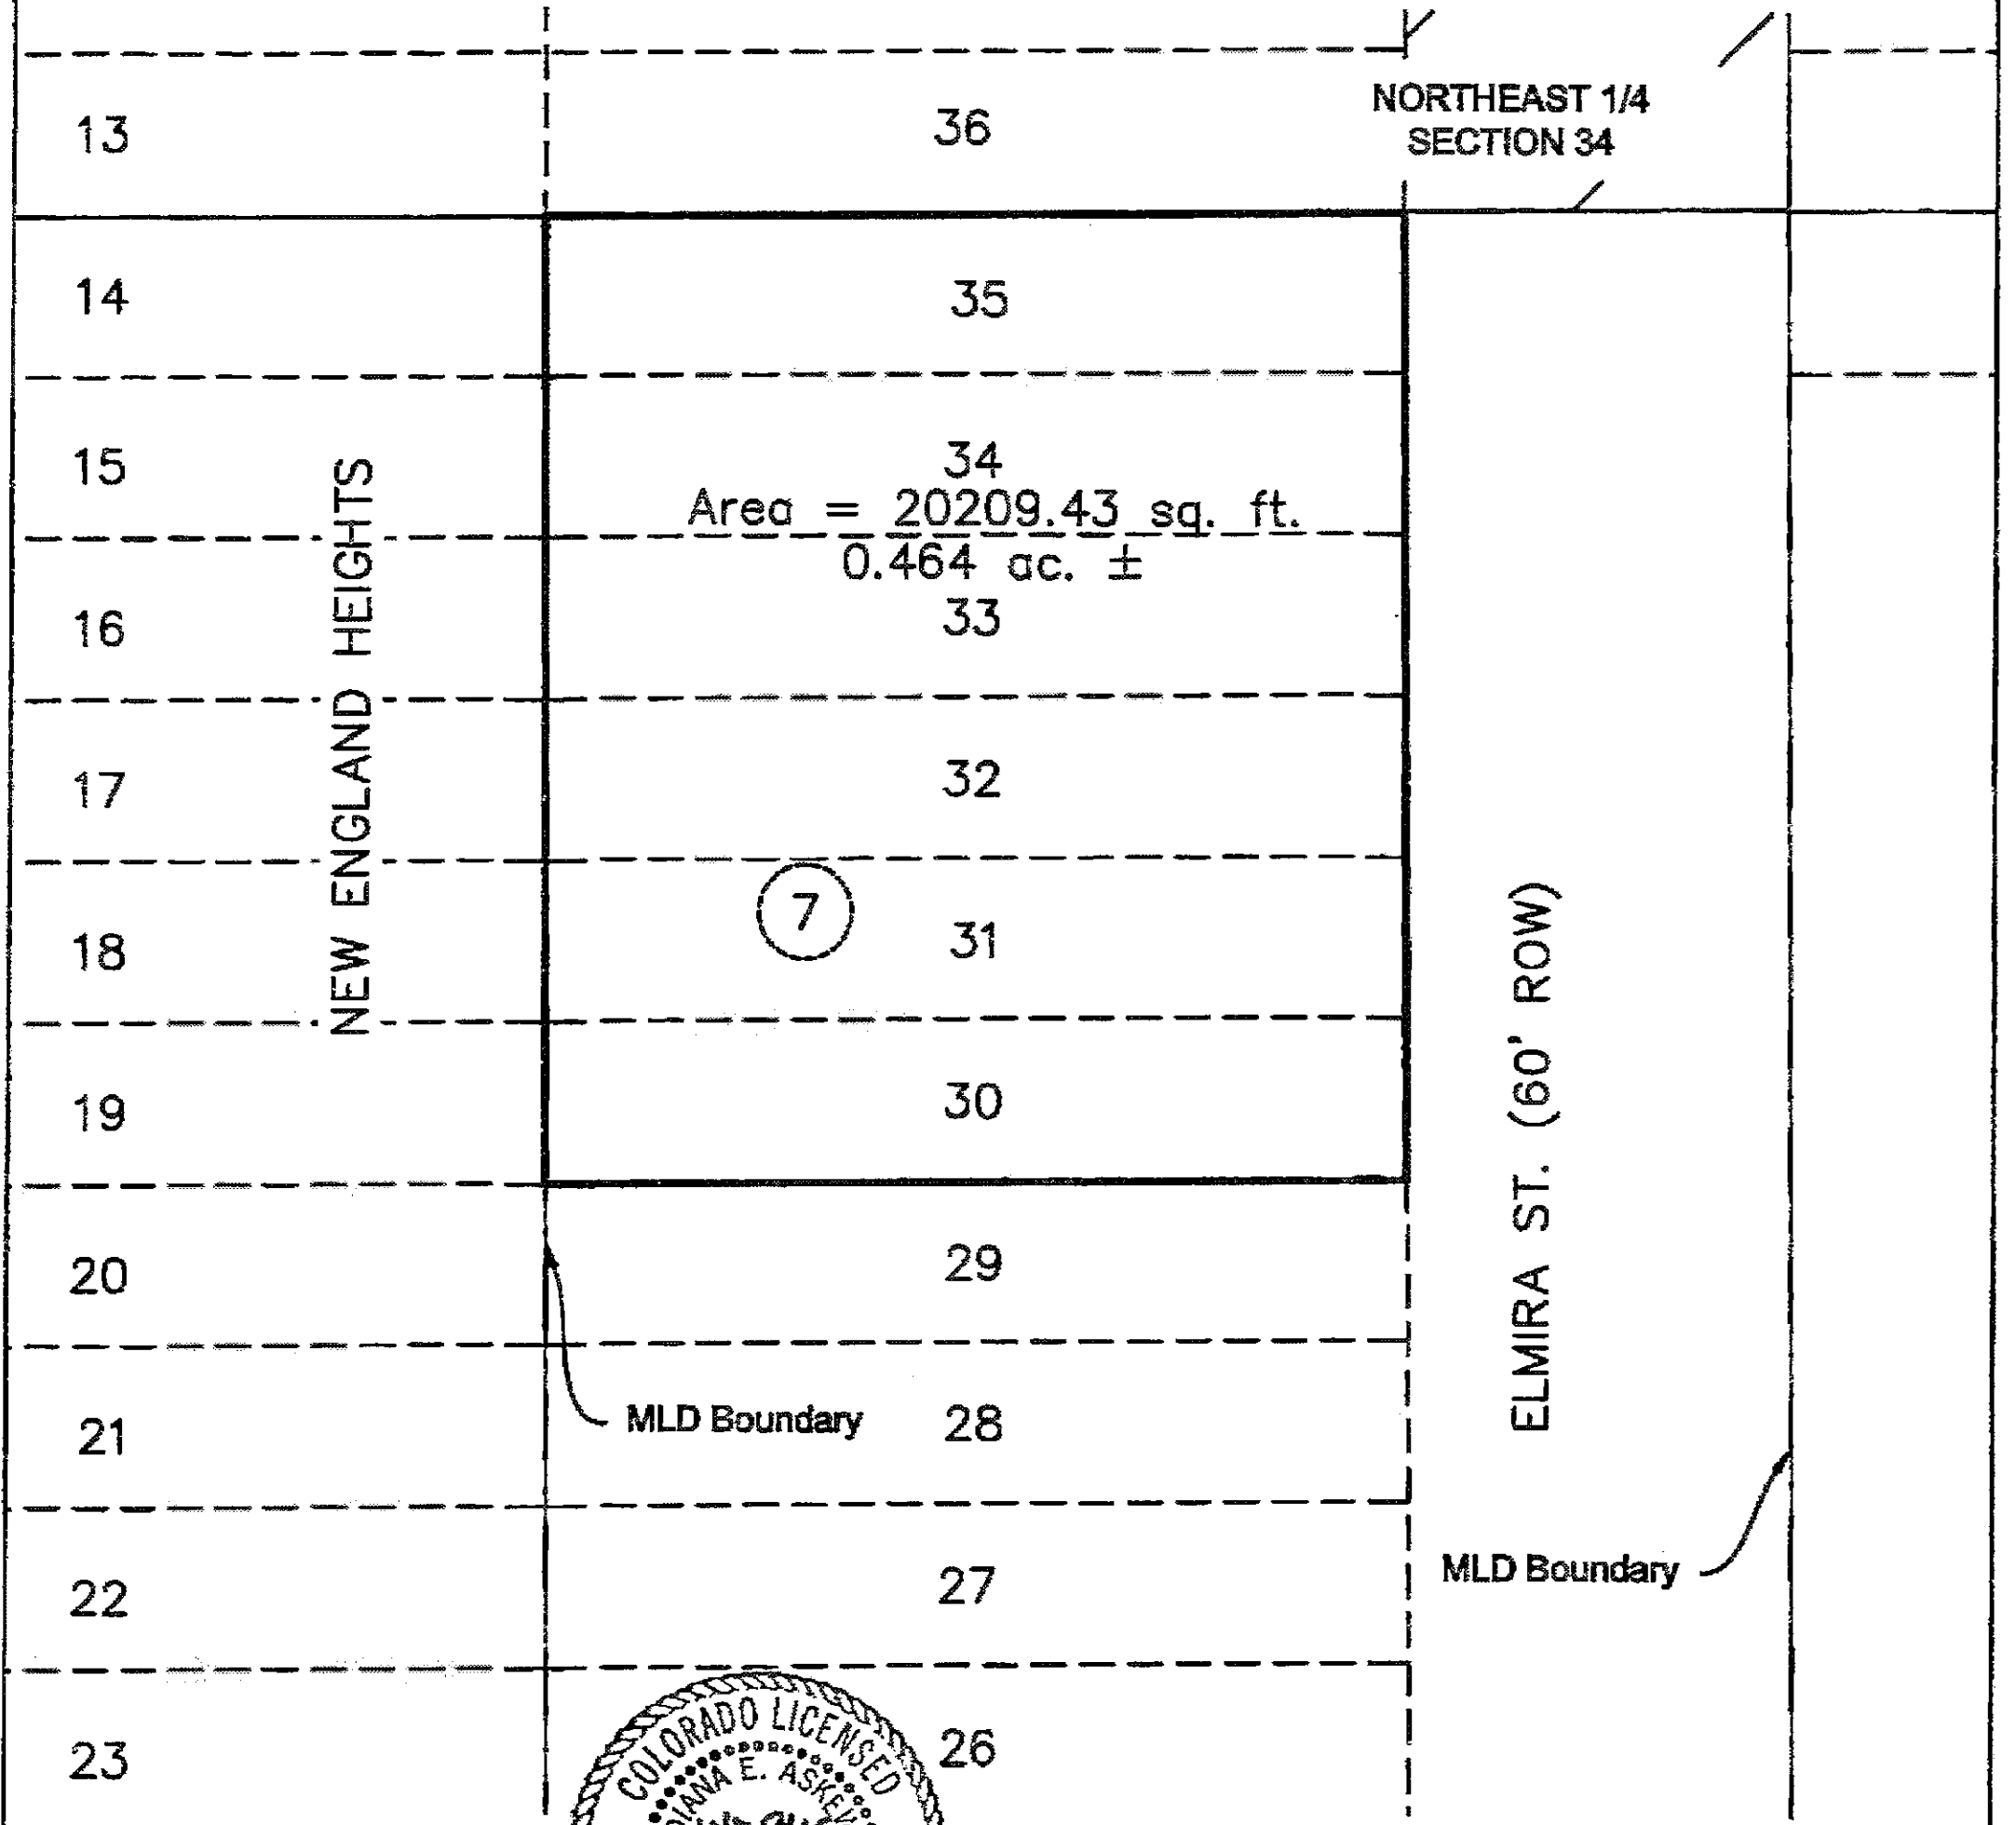 13
36
NORTHEAST 1/4
SECTION 34
14
35
15
34
Area = 20209.43 sq. ft.
0.464 ac. ±
16
33
NEW ENGLAND HEIGHTS
17
32
7
18
31
19
30
ELMIRA ST. (60' ROW)
20
29
21
MLD Boundary
28
22
27
MLD Boundary
23
26
COLORADO LICENSED
E.